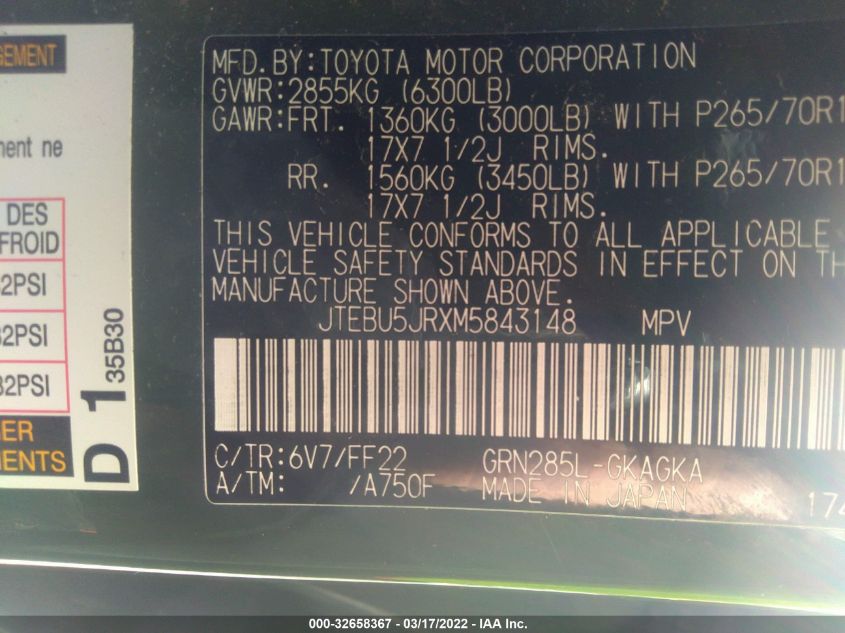 GEMENT
ment ne
DES
FROID
2PSI
32PSI
32PSI
ER
MENTS
D 1 35B30
MFD.BY:TOYOTA MOTOR CORPORATION
GVWR:2855KG (6300LB)
GAWR:FRT. 1360KG (3000LB) WITH P265/70R1
17X7 1/2J RIMS.
RR. 1560KG (3450LB) WITH P265/70R1
17X7 1/2J RIMS.
THIS VEHICLE CONFORMS TO ALL APPLICABLE
VEHICLE SAFETY STANDARDS IN EFFECT ON TH
MANUFACTURE SHOWN ABOVE.
JTEBU5JRXM5843148 MPV
C/TR:6V7/FF22 GRN285L-GKAGKA
A/TM: /A750F MADE IN JAPAN
174
000-32658367 - 03/17/2022 - IAA Inc.